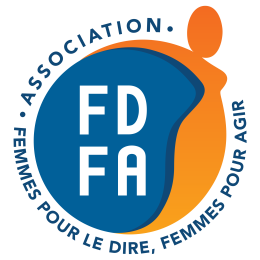 • ASSOCIATION •
FD
FA
FEMMES POUR LE DIRE, FEMMES POUR AGIR